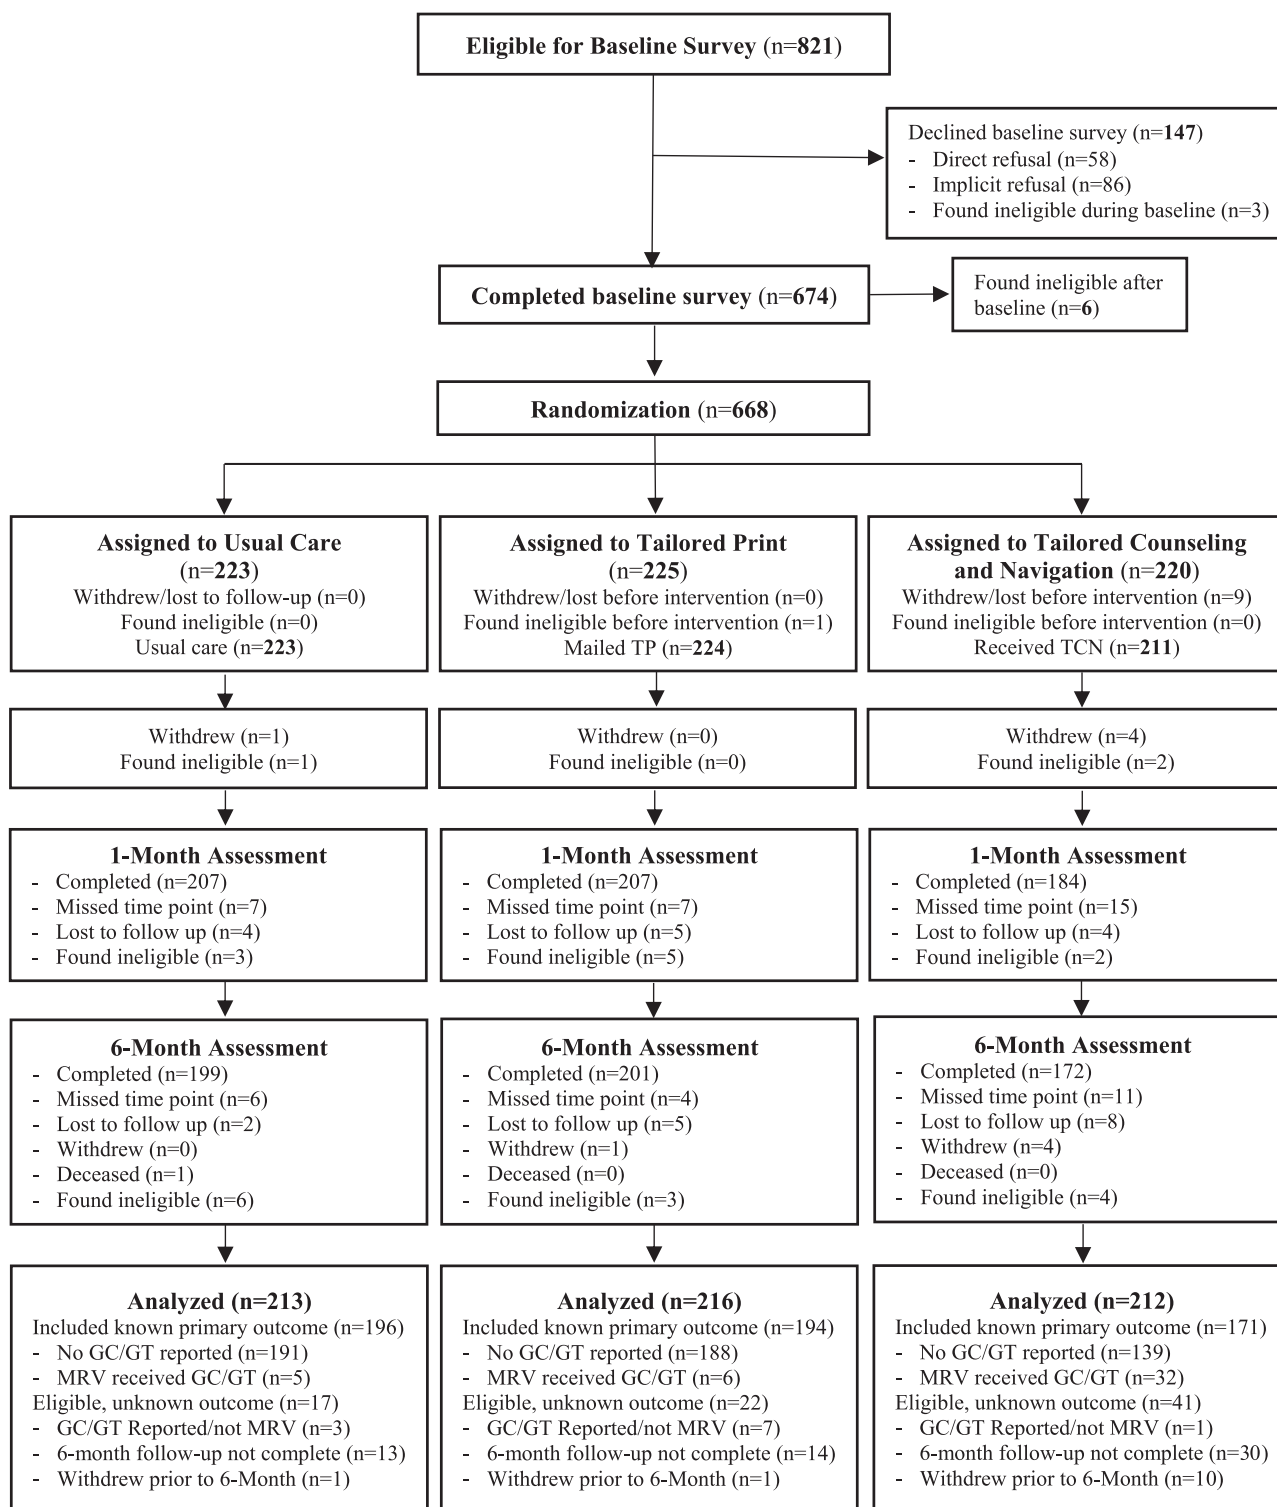 Eligible for Baseline Survey (n=821)
Declined baseline survey (n=147)
- Direct refusal (n=58)
- Implicit refusal (n=86)
- Found ineligible during baseline (n=3)
Completed baseline survey (n=674)
Found ineligible after
baseline (n=6)
Randomization (n=668)
Assigned to Usual Care
(n=223)
Withdrew/lost to follow-up (n=0)
Found ineligible (n=0)
Usual care (n=223)
Assigned to Tailored Print
(n=225)
Withdrew/lost before intervention (n=0)
Found ineligible before intervention (n=1)
Mailed TP (n=224)
Assigned to Tailored Counseling
and Navigation (n=220)
Withdrew/lost before intervention (n=9)
Found ineligible before intervention (n=0)
Received TCN (n=211)
Withdrew (n=1)
Found ineligible (n=1)
Withdrew (n=0)
Found ineligible (n=0)
Withdrew (n=4)
Found ineligible (n=2)
1-Month Assessment
- Completed (n=207)
- Missed time point (n=7)
- Lost to follow up (n=4)
- Found ineligible (n=3)
1-Month Assessment
- Completed (n=207)
- Missed time point (n=7)
- Lost to follow up (n=5)
- Found ineligible (n=5)
1-Month Assessment
- Completed (n=184)
- Missed time point (n=15)
- Lost to follow up (n=4)
- Found ineligible (n=2)
6-Month Assessment
- Completed (n=199)
- Missed time point (n=6)
- Lost to follow up (n=2)
- Withdrew (n=0)
- Deceased (n=1)
- Found ineligible (n=6)
6-Month Assessment
- Completed (n=201)
- Missed time point (n=4)
- Lost to follow up (n=5)
- Withdrew (n=1)
- Deceased (n=0)
- Found ineligible (n=3)
6-Month Assessment
- Completed (n=172)
- Missed time point (n=11)
- Lost to follow up (n=8)
- Withdrew (n=4)
- Deceased (n=0)
- Found ineligible (n=4)
Analyzed (n=213)
Included known primary outcome (n=196)
- No GC/GT reported (n=191)
- MRV received GC/GT (n=5)
Eligible, unknown outcome (n=17)
- GC/GT Reported/not MRV (n=3)
- 6-month follow-up not complete (n=13)
- Withdrew prior to 6-Month (n=1)
Analyzed (n=216)
Included known primary outcome (n=194)
- No GC/GT reported (n=188)
- MRV received GC/GT (n=6)
Eligible, unknown outcome (n=22)
- GC/GT Reported/not MRV (n=7)
- 6-month follow-up not complete (n=14)
- Withdrew prior to 6-Month (n=1)
Analyzed (n=212)
Included known primary outcome (n=171)
- No GC/GT reported (n=139)
- MRV received GC/GT (n=32)
Eligible, unknown outcome (n=41)
- GC/GT Reported/not MRV (n=1)
- 6-month follow-up not complete (n=30)
- Withdrew prior to 6-Month (n=10)